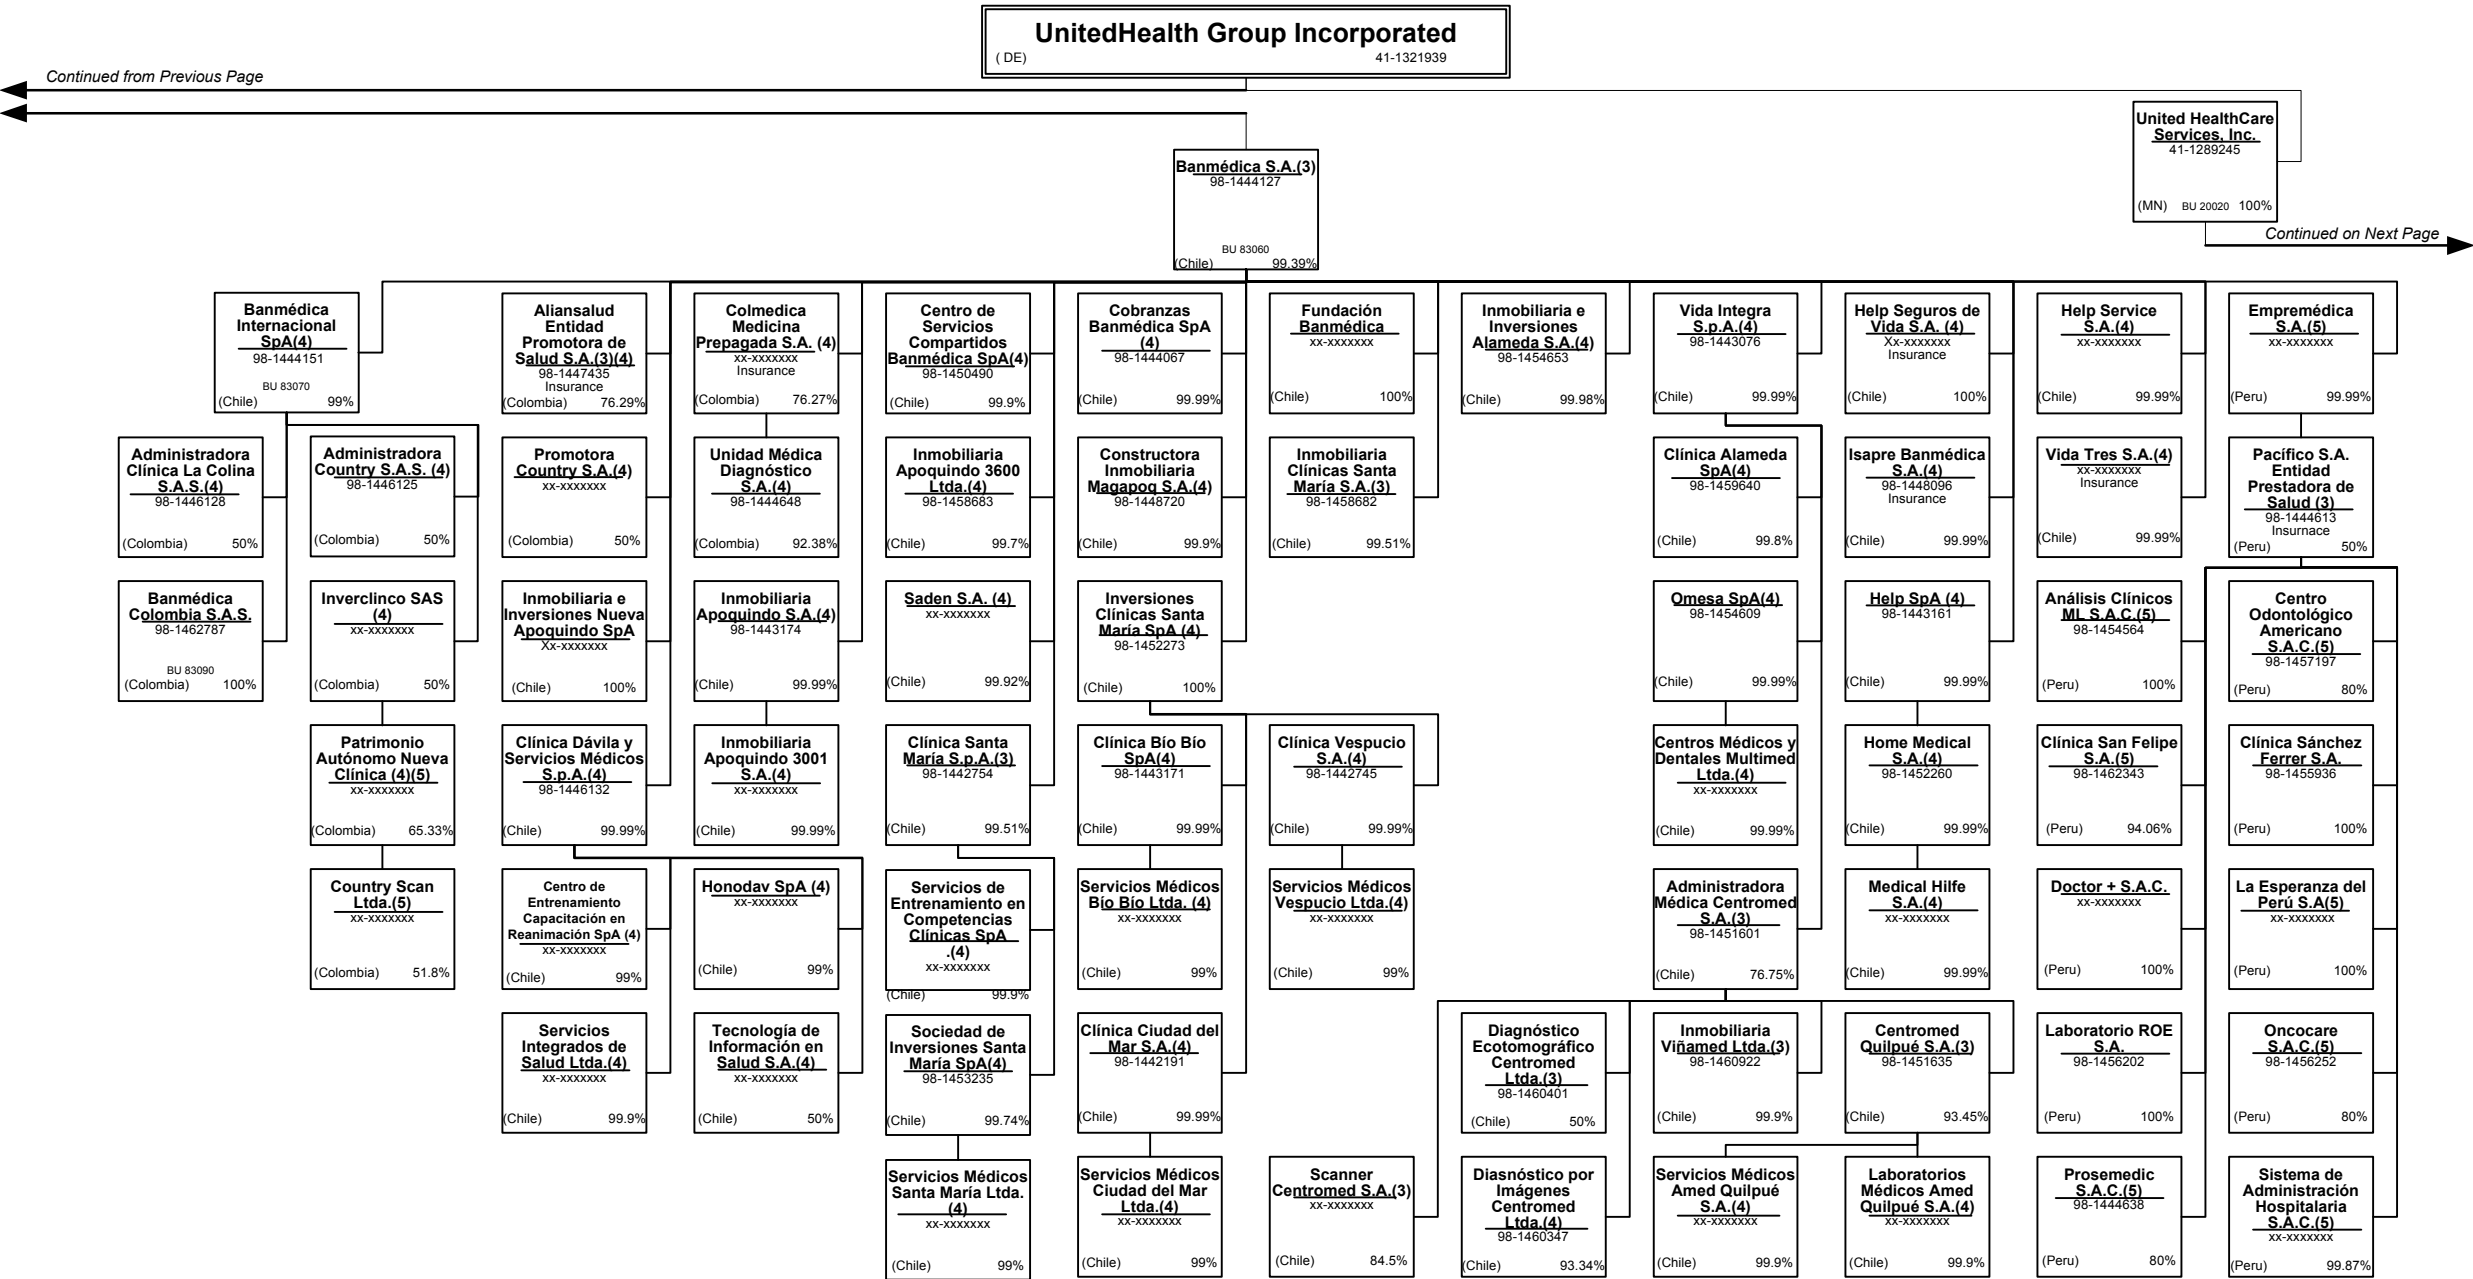 UnitedHealth Group Incorporated
( DE) 41-1321939
Continued from Previous Page
United HealthCare
Services, Inc.
41-1289245
(MN) BU 20020 100%
Continued on Next Page
Banmédica S.A.(3)
98-1444127
BU 83060
(Chile) 99.39%
Banmédica
Internacional
SpA(4)
98-1444151
BU 83070
(Chile) 99%
Aliansalud
Entidad
Promotora de
Salud S.A.(3)(4)
98-1447435
Insurance
(Colombia) 76.29%
Colmedica
Medicina
Prepagada S.A. (4)
xx-xxxxxxx
Insurance
(Colombia) 76.27%
Centro de
Servicios
Compartidos
Banmédica SpA(4)
98-1450490
(Chile) 99.9%
Cobranzas
Banmédica SpA
(4)
98-1444067
(Chile) 99.99%
Fundación
Banmédica
xx-xxxxxxx
(Chile) 100%
Inmobiliaria e
Inversiones
Alameda S.A.(4)
98-1454653
(Chile) 99.98%
Vida Integra
S.p.A.(4)
98-1443076
(Chile) 99.99%
Help Seguros de
Vida S.A. (4)
Xx-xxxxxxx
Insurance
(Chile) 100%
Help Service
S.A.(4)
xx-xxxxxxx
(Chile) 99.99%
Empremédica
S.A.(5)
xx-xxxxxxx
(Peru) 99.99%
Administradora
Clínica La Colina
S.A.S.(4)
98-1446128
(Colombia) 50%
Administradora
Country S.A.S. (4)
98-1446125
(Colombia) 50%
Promotora
Country S.A.(4)
xx-xxxxxxx
(Colombia) 50%
Unidad Médica
Diagnóstico
S.A.(4)
98-1444648
(Colombia) 92.38%
Inmobiliaria
Apoquindo 3600
Ltda.(4)
98-1458683
(Chile) 99.7%
Constructora
Inmobiliaria
Magapoq S.A.(4)
98-1448720
(Chile) 99.9%
Inmobiliaria
Clínicas Santa
María S.A.(3)
98-1458682
(Chile) 99.51%
Clínica Alameda
SpA(4)
98-1459640
(Chile) 99.8%
Isapre Banmédica
S.A.(4)
98-1448096
Insurance
(Chile) 99.99%
Vida Tres S.A.(4)
xx-xxxxxxx
Insurance
(Chile) 99.99%
Pacífico S.A.
Entidad
Prestadora de
Salud (3)
98-1444613
Insurnace
(Peru) 50%
Banmédica
Colombia S.A.S.
98-1462787
BU 83090
(Colombia) 100%
Inverclinco SAS
(4)
xx-xxxxxxx
(Colombia) 50%
Inmobiliaria e
Inversiones Nueva
Apoquindo SpA
Xx-xxxxxxx
(Chile) 100%
Inmobiliaria
Apoquindo S.A.(4)
98-1443174
(Chile) 99.99%
Saden S.A. (4)
xx-xxxxxxx
(Chile) 99.92%
Inversiones
Clínicas Santa
María SpA (4)
98-1452273
(Chile) 100%
Omesa SpA(4)
98-1454609
(Chile) 99.99%
Help SpA (4)
98-1443161
(Chile) 99.99%
Análisis Clínicos
ML S.A.C.(5)
98-1454564
(Peru) 100%
Centro
Odontológico
Americano
S.A.C.(5)
98-1457197
(Peru) 80%
Patrimonio
Autónomo Nueva
Clínica (4)(5)
xx-xxxxxxx
(Colombia) 65.33%
Clínica Dávila y
Servicios Médicos
S.p.A.(4)
98-1446132
(Chile) 99.99%
Inmobiliaria
Apoquindo 3001
S.A.(4)
xx-xxxxxxx
(Chile) 99.99%
Clínica Santa
María S.p.A.(3)
98-1442754
(Chile) 99.51%
Clínica Bío Bío
SpA(4)
98-1443171
(Chile) 99.99%
Clínica Vespucio
S.A.(4)
98-1442745
(Chile) 99.99%
Centros Médicos y
Dentales Multimed
Ltda.(4)
xx-xxxxxxx
(Chile) 99.99%
Home Medical
S.A.(4)
98-1452260
(Chile) 99.99%
Clínica San Felipe
S.A.(5)
98-1462343
(Peru) 94.06%
Clínica Sánchez
Ferrer S.A.
98-1455936
(Peru) 100%
Country Scan
Ltda.(5)
xx-xxxxxxx
(Colombia) 51.8%
Centro de
Entrenamiento
Capacitación en
Reanimación SpA (4)
xx-xxxxxxx
(Chile) 99%
Honodav SpA (4)
xx-xxxxxxx
(Chile) 99%
Servicios de
Entrenamiento en
Competencias
Clínicas SpA
.(4)
xx-xxxxxxx
(Chile) 99.9%
Servicios Médicos
Bío Bío Ltda. (4)
xx-xxxxxxx
(Chile) 99%
Servicios Médicos
Vespucio Ltda.(4)
xx-xxxxxxx
(Chile) 99%
Administradora
Médica Centromed
S.A.(3)
98-1451601
(Chile) 76.75%
Medical Hilfe
S.A.(4)
xx-xxxxxxx
(Chile) 99.99%
Doctor + S.A.C.
xx-xxxxxxx
(Peru) 100%
La Esperanza del
Perú S.A(5)
xx-xxxxxxx
(Peru) 100%
Servicios
Integrados de
Salud Ltda.(4)
xx-xxxxxxx
(Chile) 99.9%
Tecnología de
Información en
Salud S.A.(4)
xx-xxxxxxx
(Chile) 50%
Sociedad de
Inversiones Santa
María SpA(4)
98-1453235
(Chile) 99.74%
Clínica Ciudad del
Mar S.A.(4)
98-1442191
(Chile) 99.99%
Diagnóstico
Ecotomográfico
Centromed
Ltda.(3)
98-1460401
(Chile) 50%
Inmobiliaria
Viñamed Ltda.(3)
98-1460922
(Chile) 99.9%
Centromed
Quilpué S.A.(3)
98-1451635
(Chile) 93.45%
Laboratorio ROE
S.A.
98-1456202
(Peru) 100%
Oncocare
S.A.C.(5)
98-1456252
(Peru) 80%
Servicios Médicos
Santa María Ltda.
(4)
xx-xxxxxxx
(Chile) 99%
Servicios Médicos
Ciudad del Mar
Ltda.(4)
xx-xxxxxxx
(Chile) 99%
Scanner
Centromed S.A.(3)
xx-xxxxxxx
(Chile) 84.5%
Diasnóstico por
Imágenes
Centromed
Ltda.(4)
98-1460347
(Chile) 93.34%
Servicios Médicos
Amed Quilpué
S.A.(4)
xx-xxxxxxx
(Chile) 99.9%
Laboratorios
Médicos Amed
Quilpué S.A.(4)
xx-xxxxxxx
(Chile) 99.9%
Prosemedic
S.A.C.(5)
98-1444638
(Peru) 80%
Sistema de
Administración
Hospitalaria
S.A.C.(5)
xx-xxxxxxx
(Peru) 99.87%